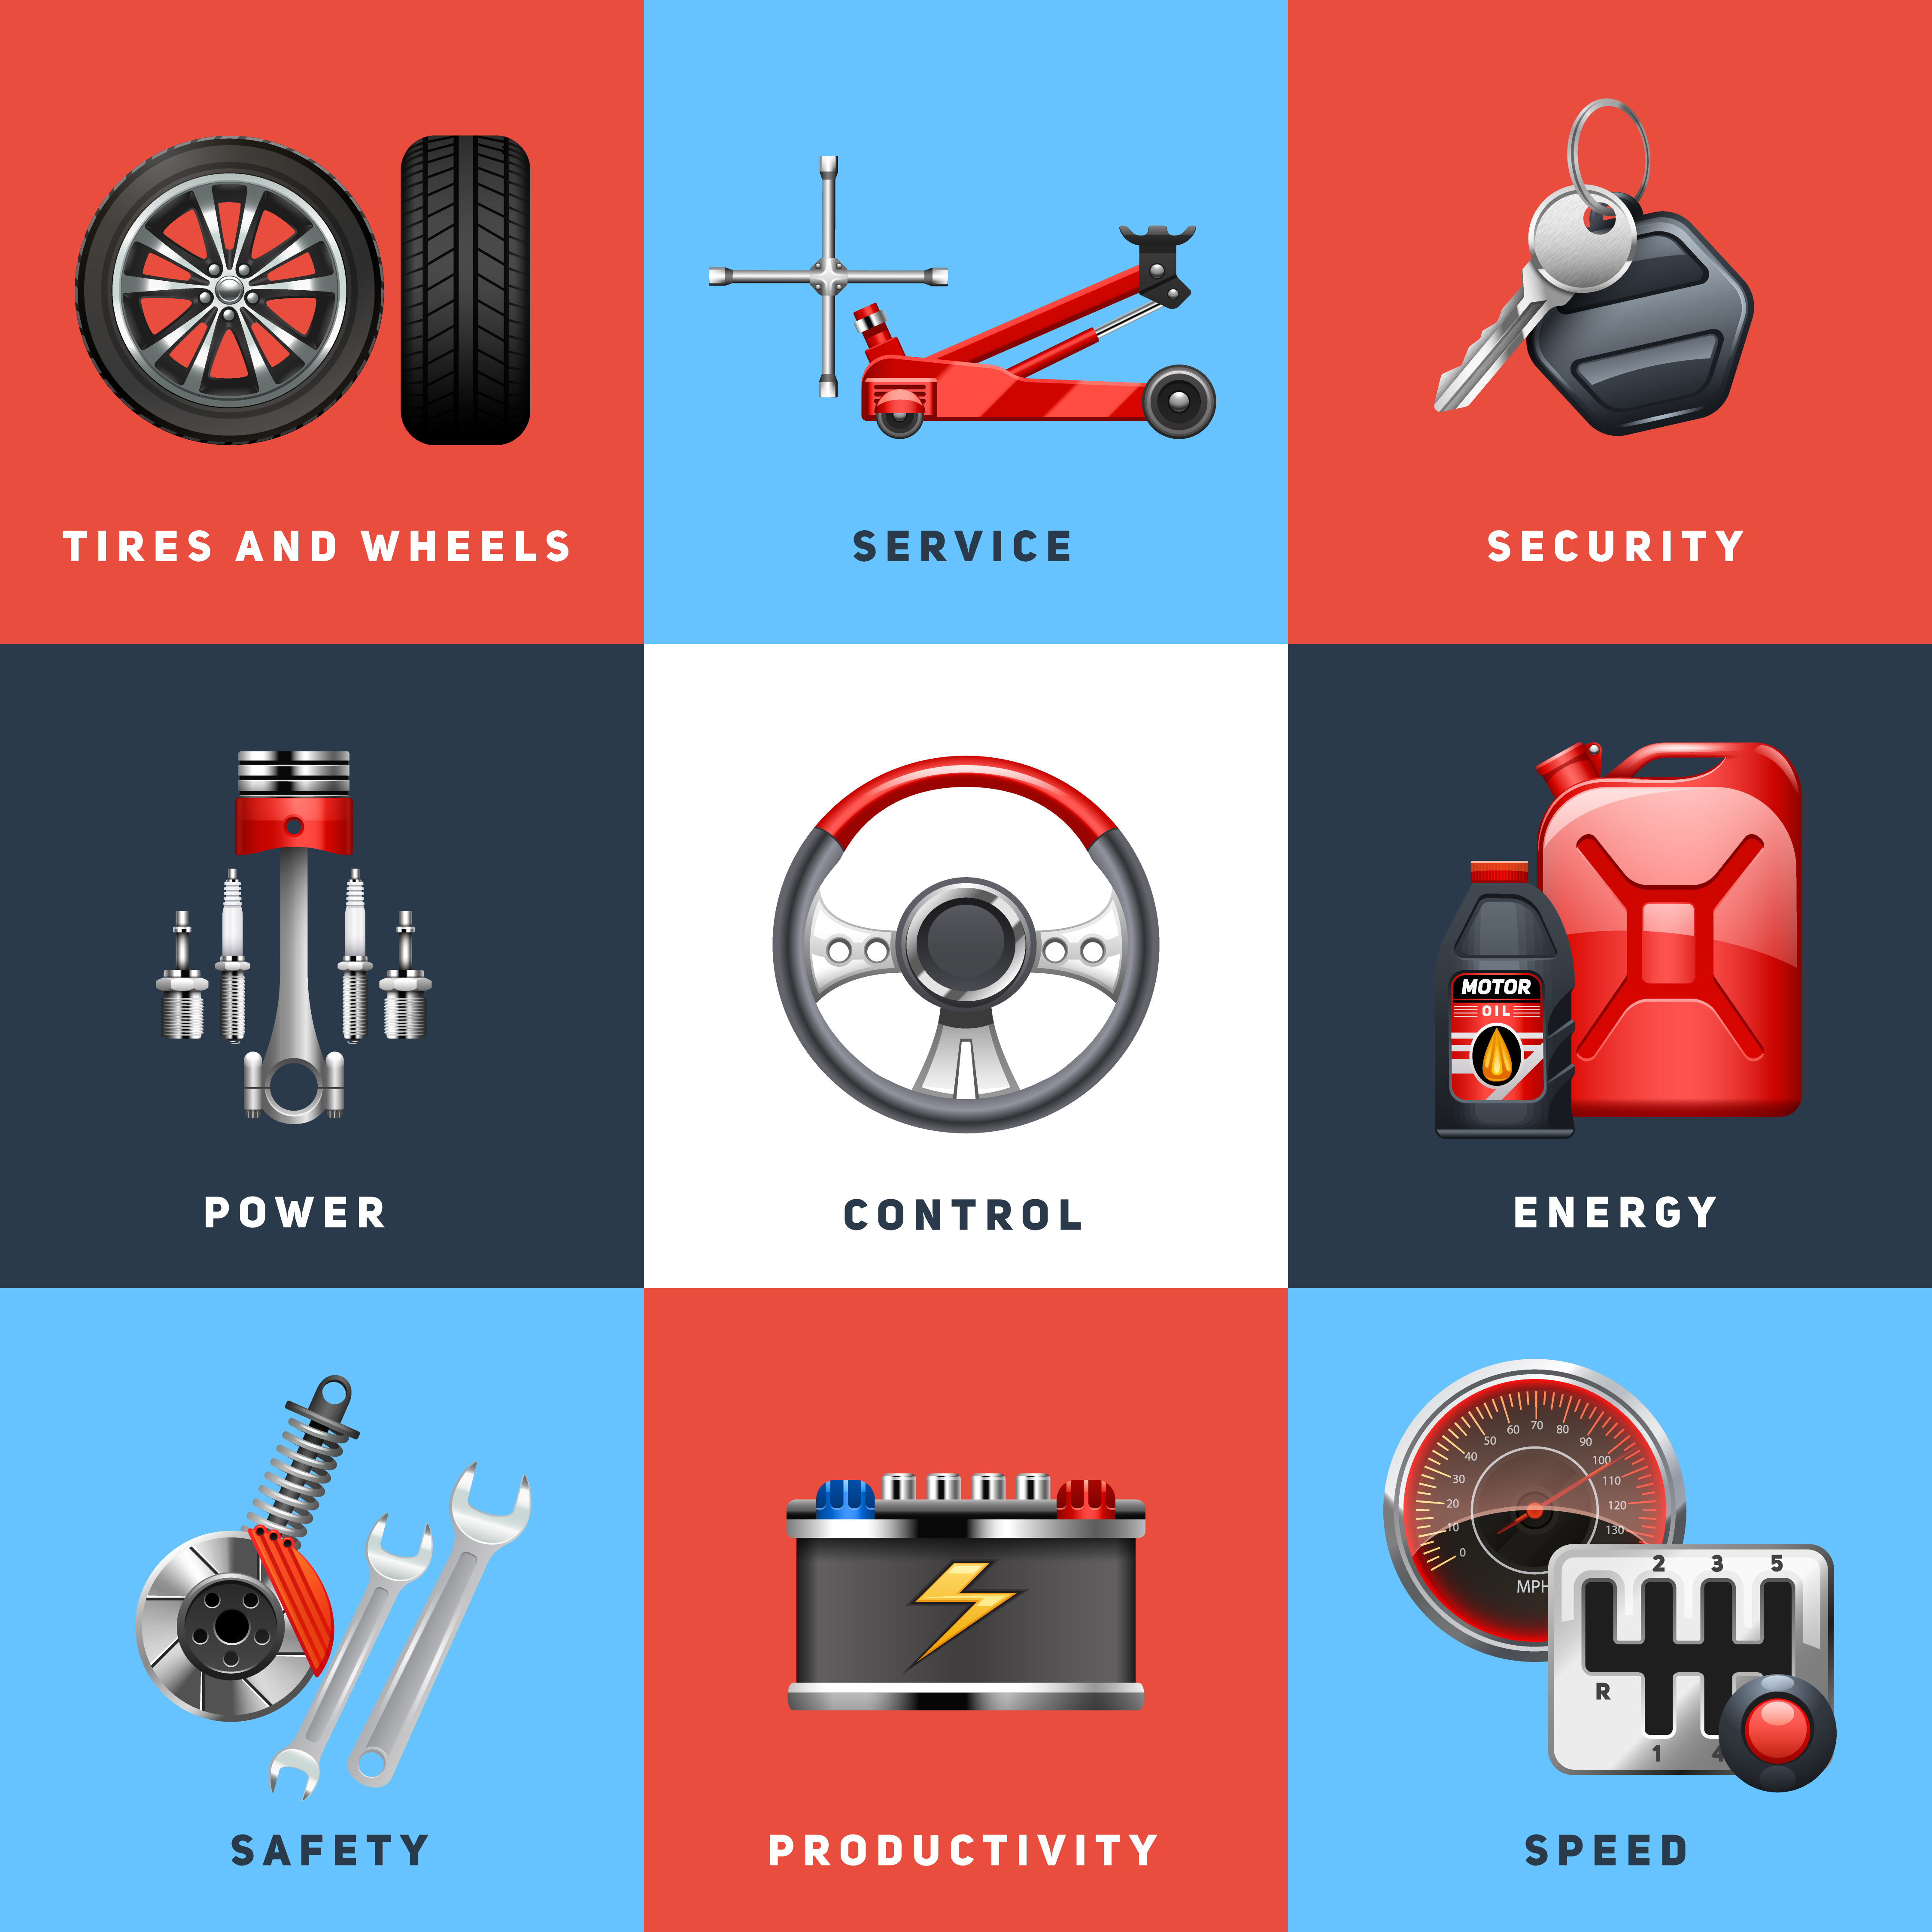 TIRES AND WHEELS
SERVICE
SECURITY
POWER
CONTROL
MOTOR
OIL
ENERGY
SAFETY
PRODUCTIVITY
0
10
20
30
40
50
60
70
80
90
100
110
120
130
MPH
2 3 5
R
1 4
SPEED